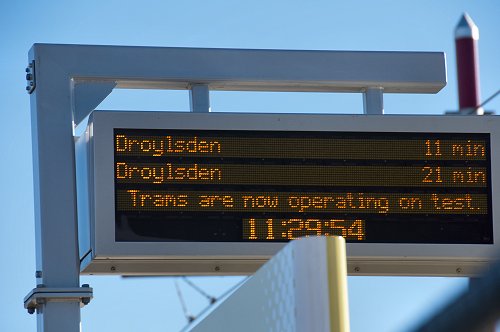 Droylsden 11 min
Droylsden 21 min
Trams are now operating on test.
11:29:54